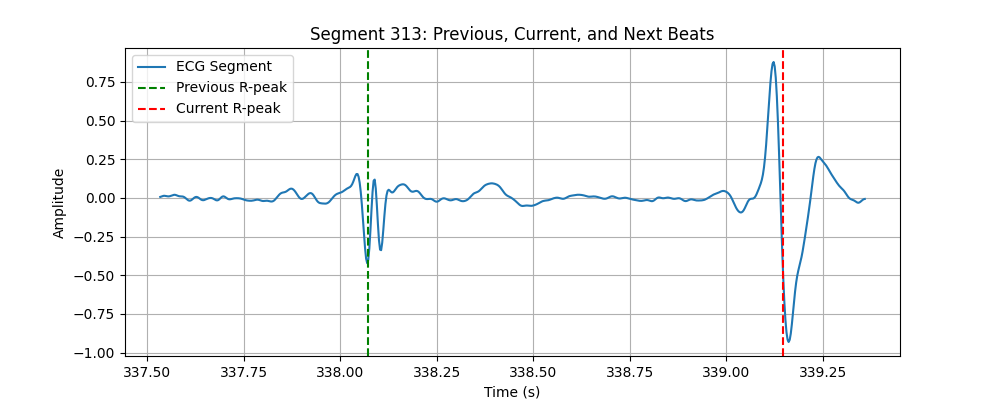 Segment 313: Previous, Current, and Next Beats
ECG Segment
Previous R-peak
Current R-peak
Amplitude
0.75
0.50
0.25
0.00
−0.25
−0.50
−0.75
−1.00
337.50 337.75 338.00 338.25 338.50 338.75 339.00 339.25
Time (s)